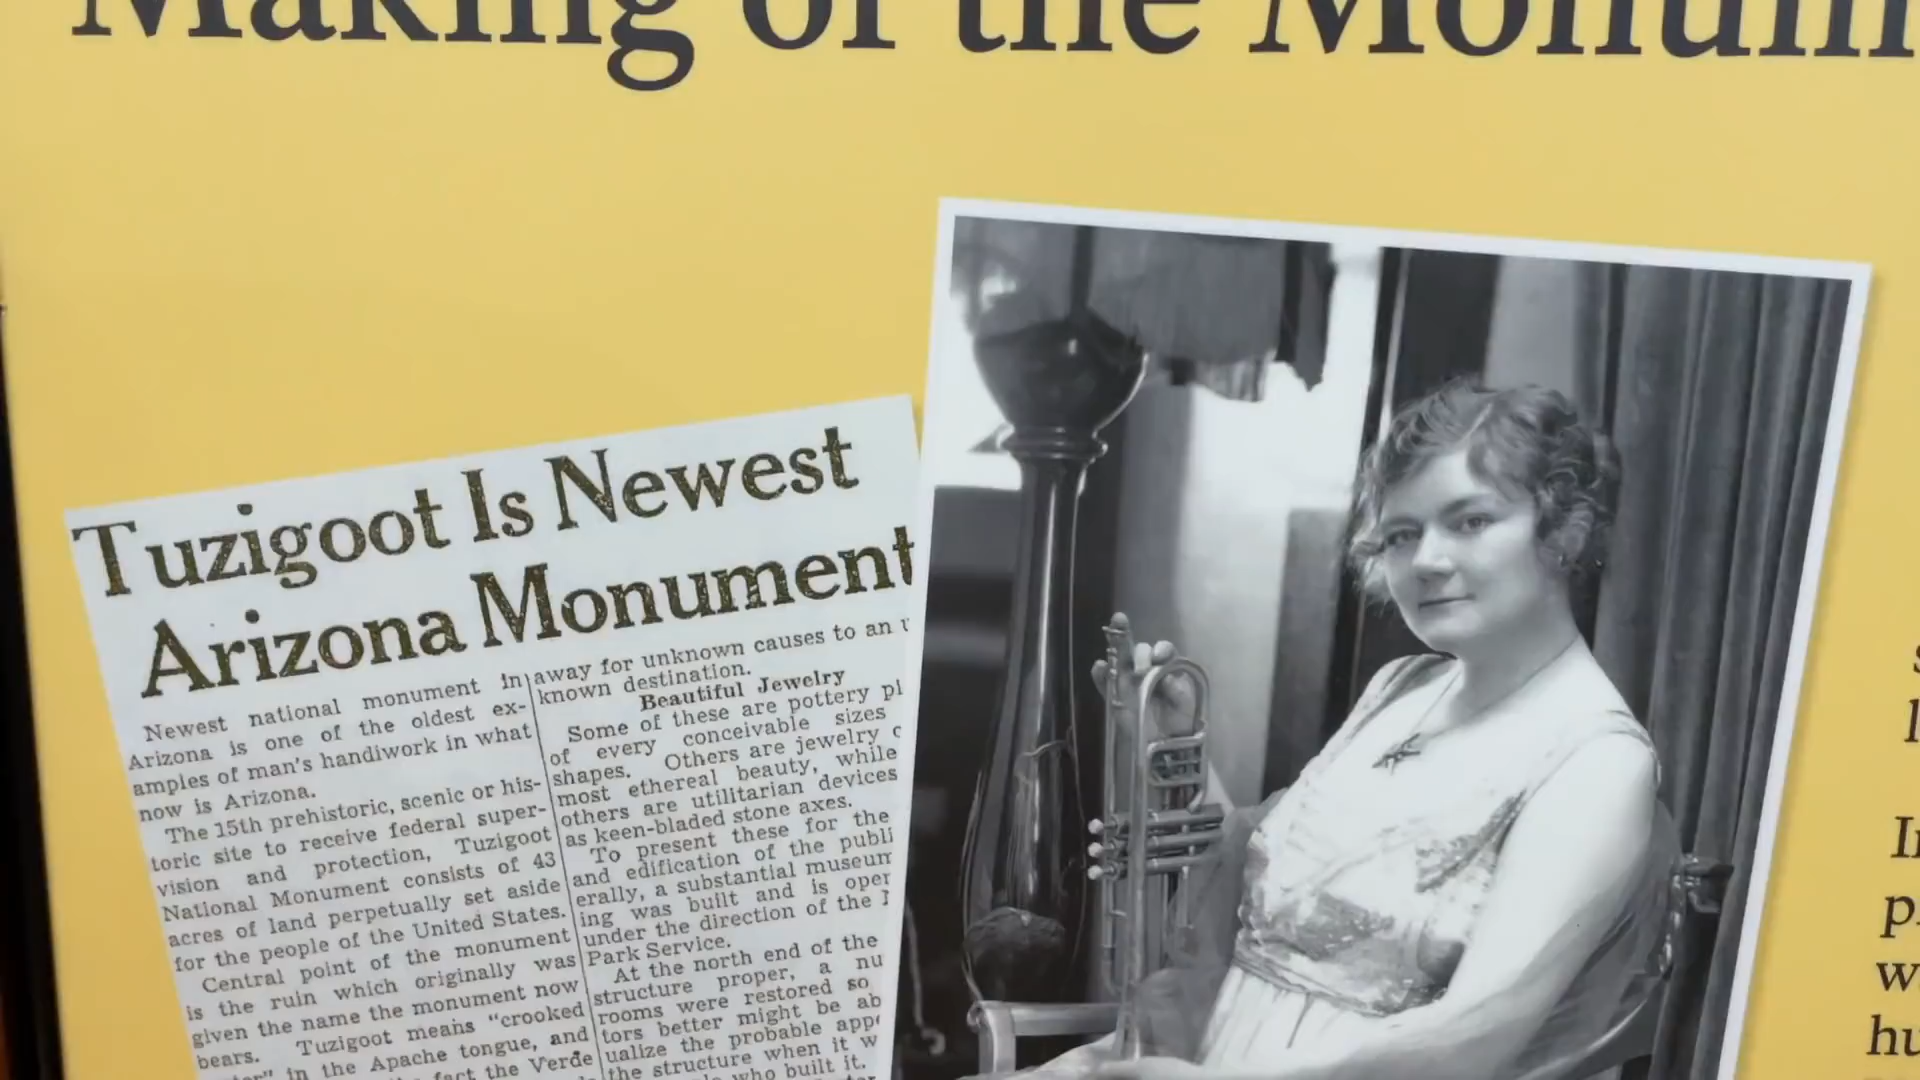 Making of the Monum
Tuzigoot Is Newest
Arizona Monument
Newest national monument in
Arizona is one of the oldest ex-
amples of man's handiwork in what
now is Arizona.
The 15th prehistoric, scenic or his-
toric site to receive federal super-
vision and protection, Tuzigoot
National Monument consists of 43
acres of land perpetually set aside
for the people of the United States.
Central point of the monument
is the ruin which originally was
given the name the monument now
bears. Tuzigoot means "crooked
in the Apache tongue, and
fact the Verde
away for unknown causes to an
known destination.
Beautiful Jewelry
Some of these are pottery pi
of every conceivable sizes
shapes. Others are jewelry
most ethereal beauty, while
others are utilitarian devices
as keen-bladed stone axes.
To present these for the
and edification of the publi
erally, a substantial museum
ing was built and is oper
under the direction of the
Park Service.
At the north end of the
structure proper, a nu
rooms were restored so
tors better might be ab
ualize the probable appe
the structure when it w
who built it.
s
l
p
w
hu